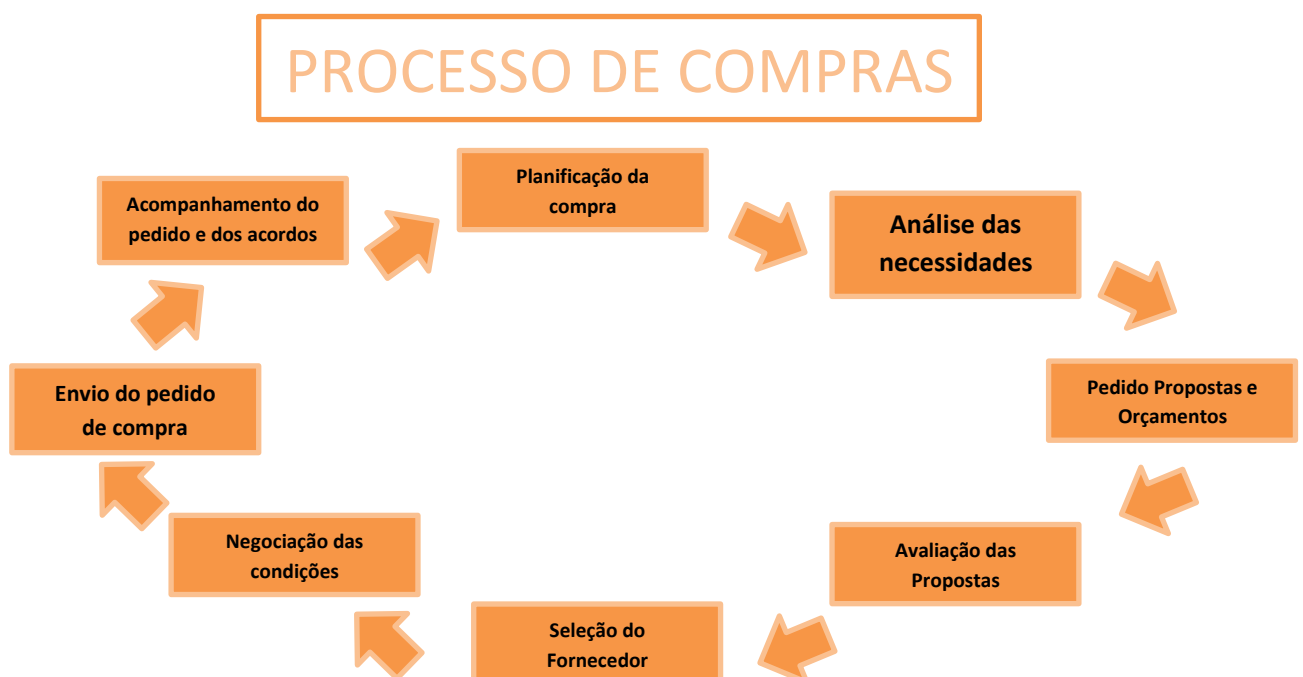 PROCESSO DE COMPRAS
Planificação da
compra
Análise das
necessidades
Pedido Propostas e
Orçamentos
Avaliação das
Propostas
Seleção do
Fornecedor
Negociação das
condições
Envio do pedido
de compra
Acompanhamento do
pedido e dos acordos